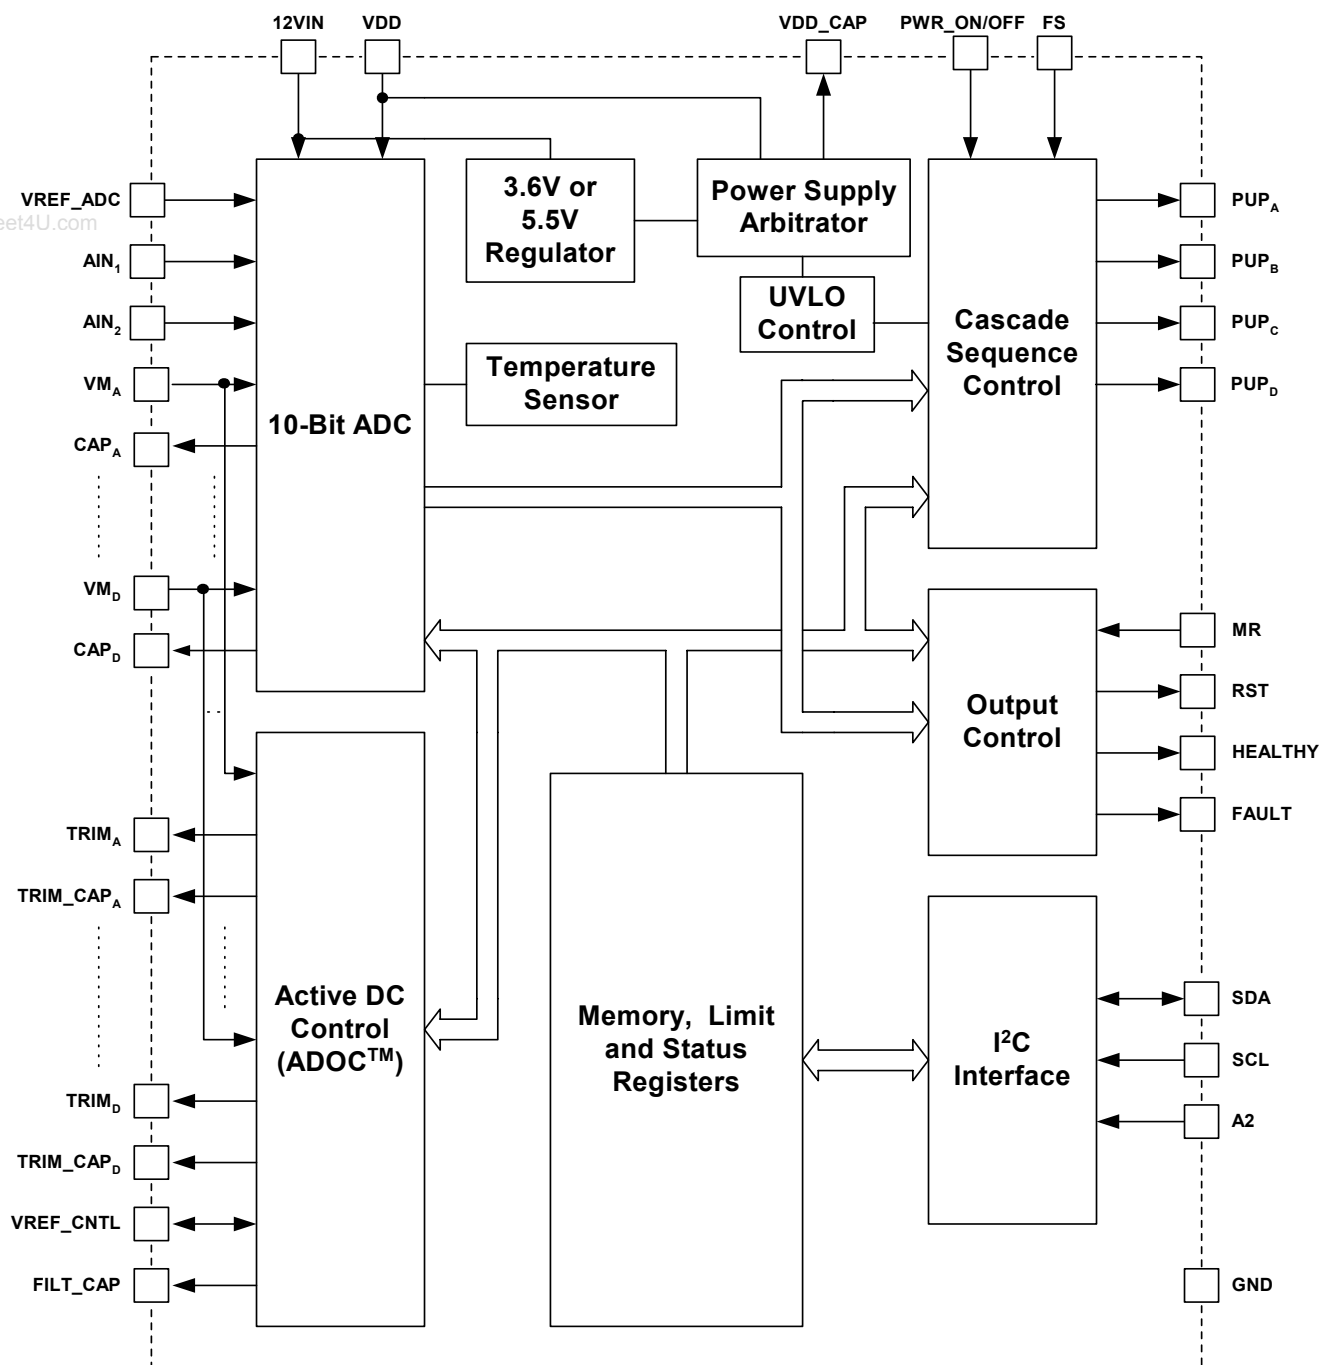 12VIN VDD VDD_CAP PWR_ON/OFF FS
VREF_ADC
eet4U.com
AIN1
AIN2
VMA
CAPA
VMD
CAPD
TRIMA
TRIM_CAPA
TRIMD
TRIM_CAPD
VREF_CNTL
FILT_CAP
10-Bit ADC
3.6V or
5.5V
Regulator
Power Supply
Arbitrator
UVLO
Control
Temperature
Sensor
Cascade
Sequence
Control
Output
Control
Active DC
Control
(ADOC™)
Memory, Limit
and Status
Registers
I²C
Interface
PUPA
PUPB
PUPC
PUPD
MR
RST
HEALTHY
FAULT
SDA
SCL
A2
GND